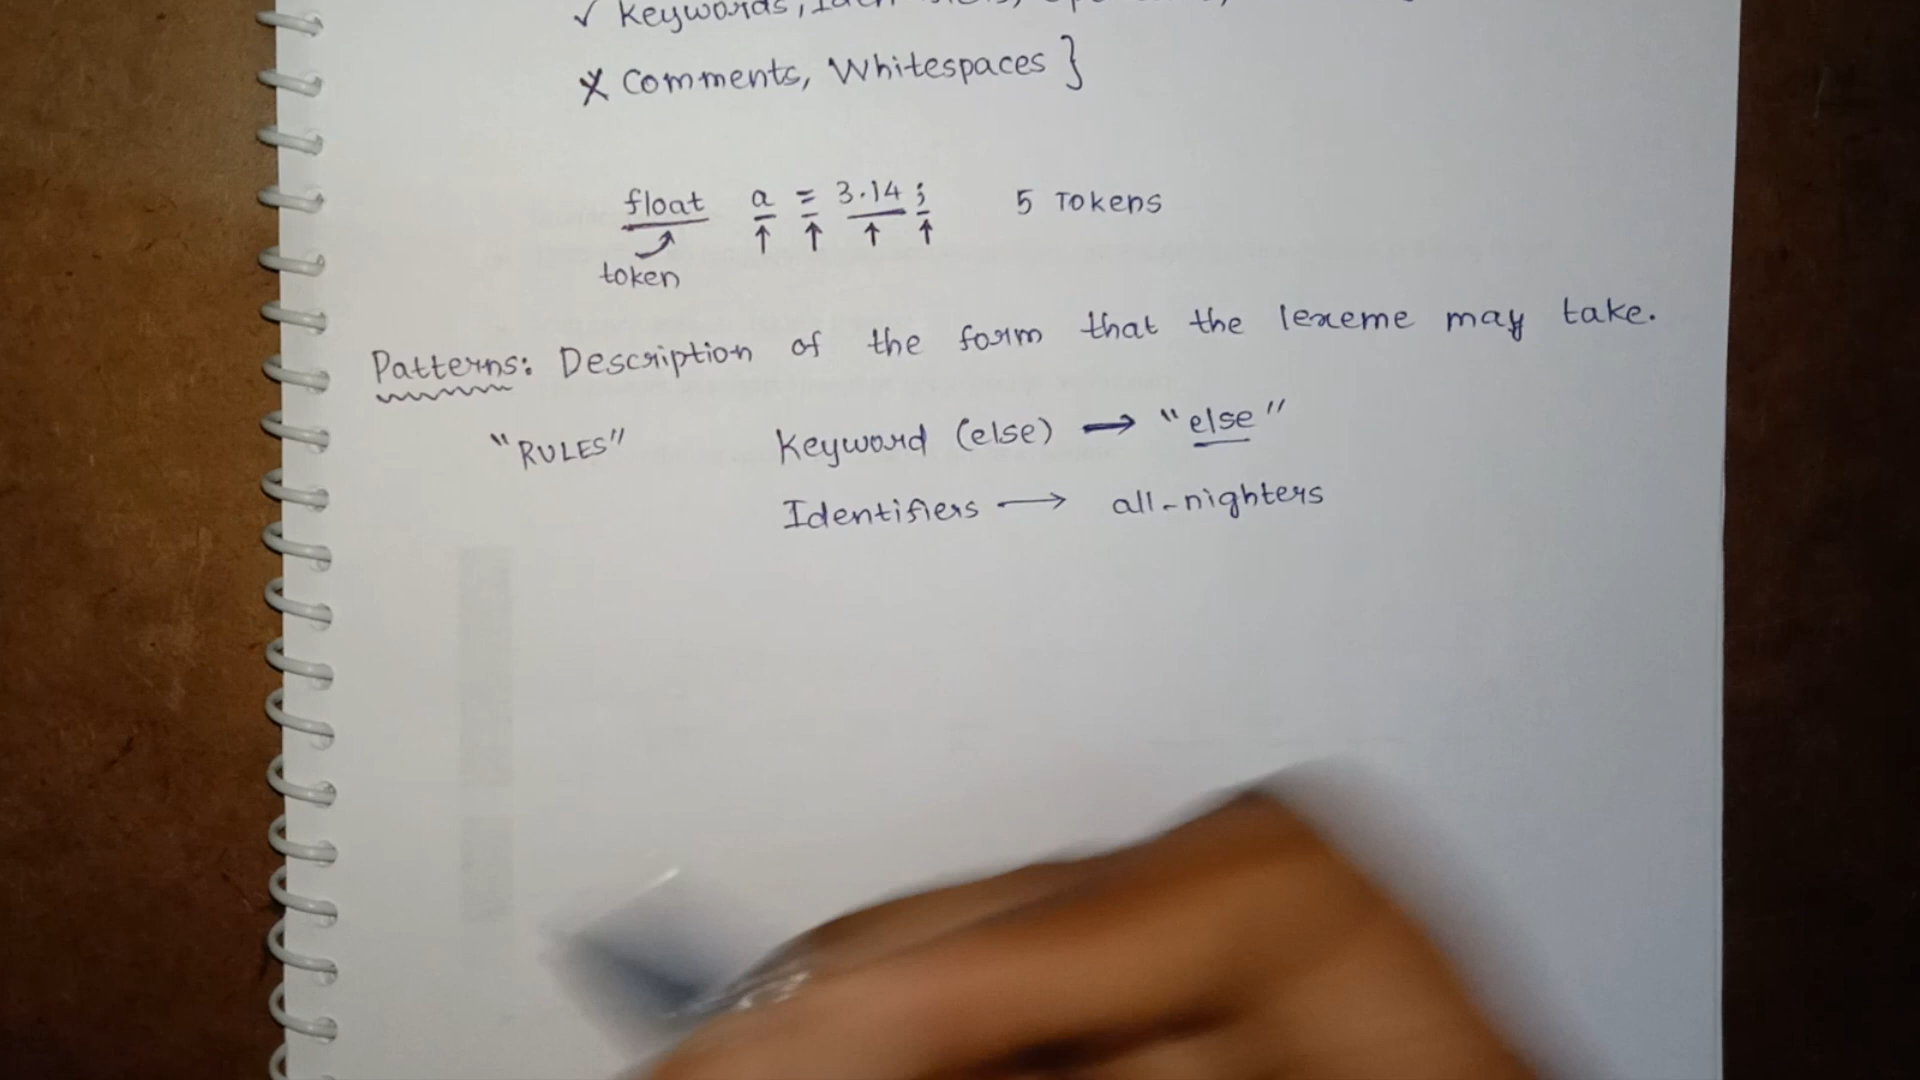 ✓ Keywords,
X Comments, Whitespaces }
float a = 3.14 ; 5 Tokens
token
Patterns: Description of the form that the lexeme may take.
"RULES" Keyword (else) → "else"
Identifiers → all-nighters